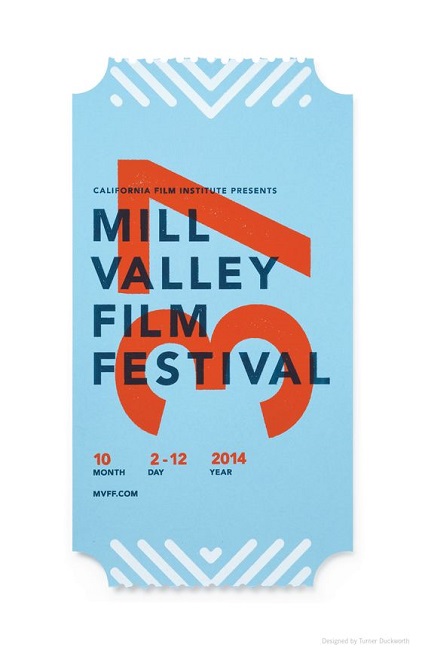 CALIFORNIA FILM INSTITUTE PRESENTS
37
MILL
VALLEY
FILM
FESTIVAL
10 2-12 2014
MONTH DAY YEAR
MVFF.COM
Designed by Turner Duckworth